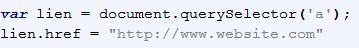 var lien = document.querySelector('a');
lien.href = "http://www.website.com"